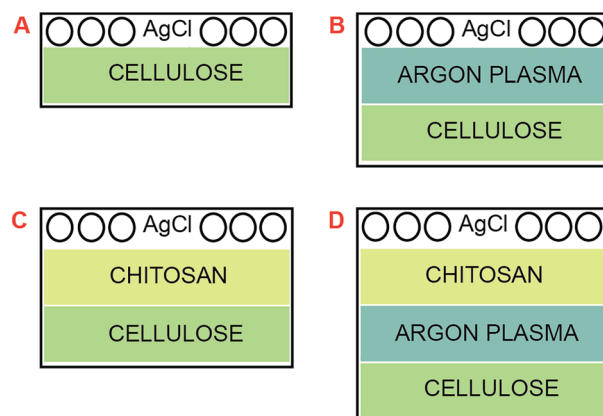 A
AgCl
CELLULOSE
B
AgCl
ARGON PLASMA
CELLULOSE
C
AgCl
CHITOSAN
CELLULOSE
D
AgCl
CHITOSAN
ARGON PLASMA
CELLULOSE